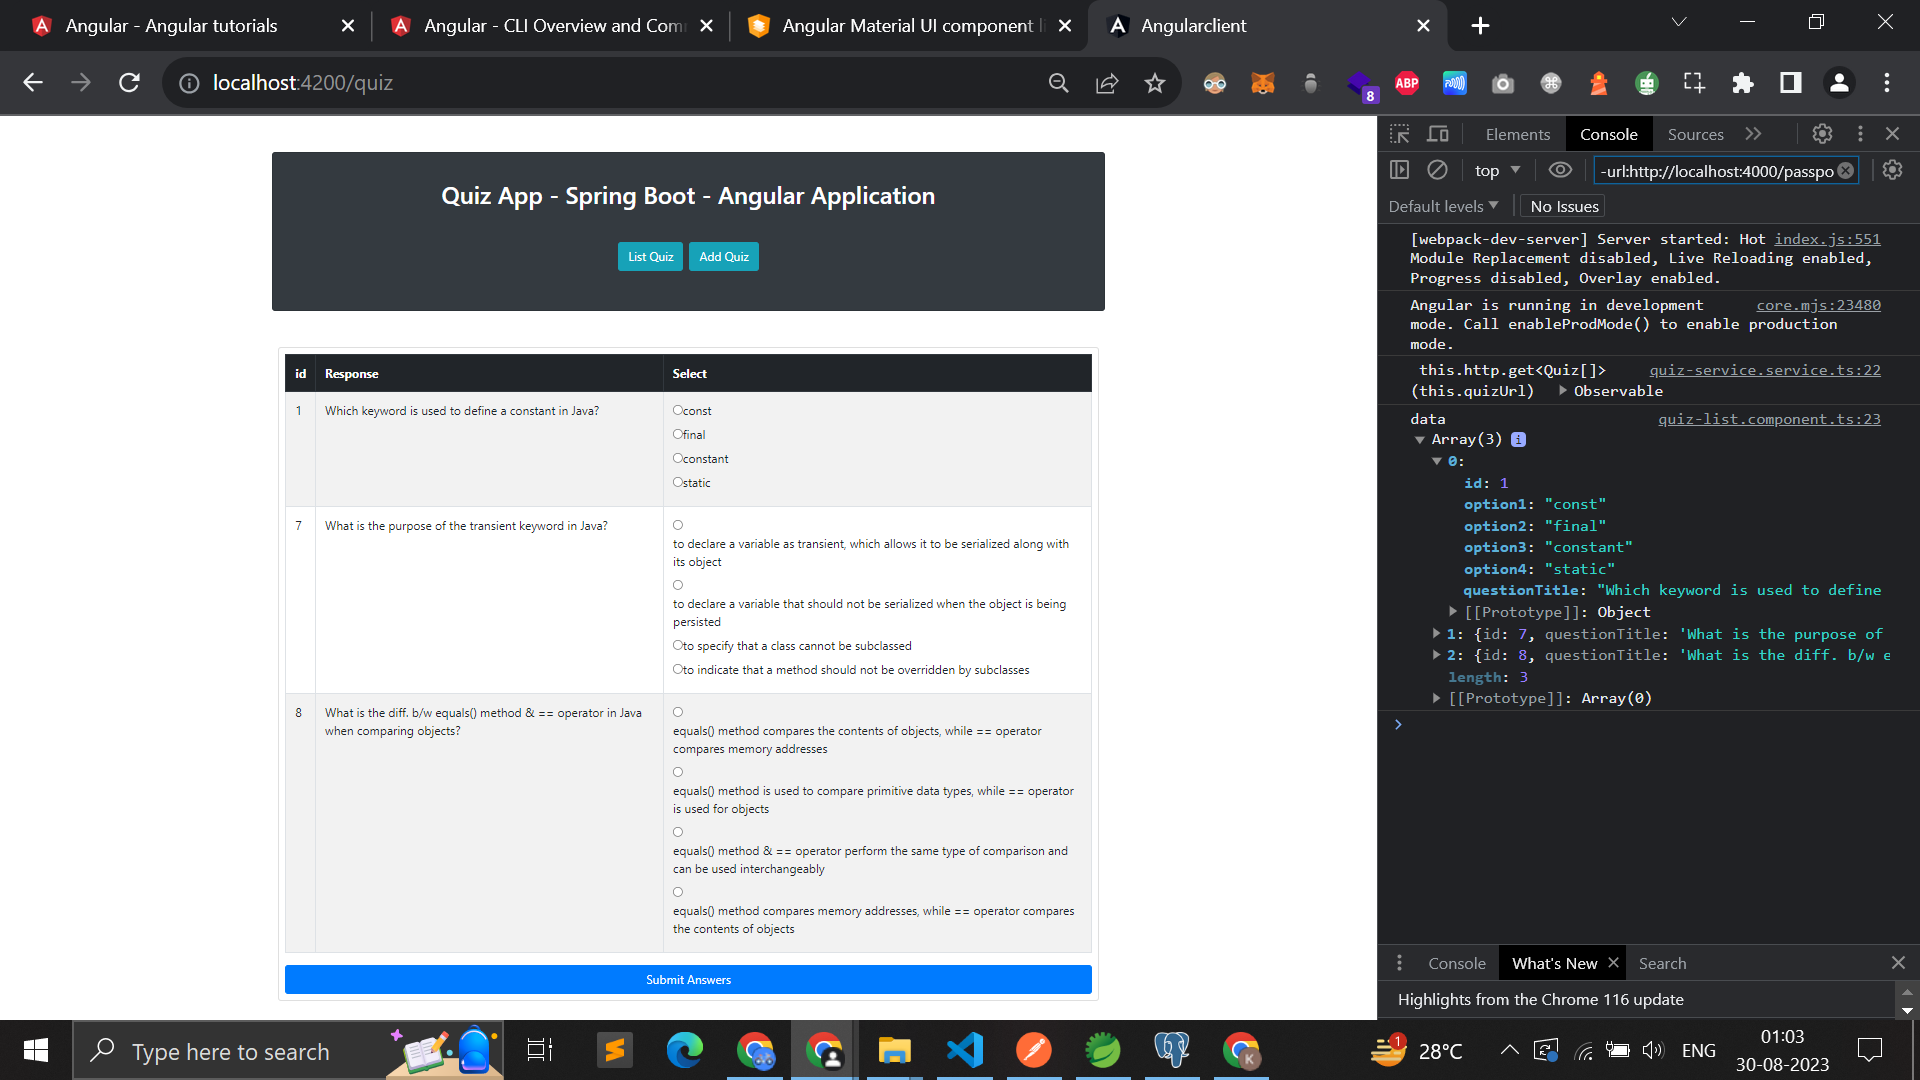 Angular - Angular tutorials
Angular - CLI Overview and Com
Angular Material UI component li
Angularclient
localhost:4200/quiz
8
ABP
Elements
Console
Sources
top
-url:http://localhost:4000/passpo
Default levels
No Issues
Quiz App - Spring Boot - Angular Application
List Quiz
Add Quiz
id
Response
Select
1
Which keyword is used to define a constant in Java?
const
final
constant
static
7
What is the purpose of the transient keyword in Java?
to declare a variable as transient, which allows it to be serialized along with
its object
to declare a variable that should not be serialized when the object is being
persisted
to specify that a class cannot be subclassed
to indicate that a method should not be overridden by subclasses
8
What is the diff. b/w equals() method & == operator in Java
when comparing objects?
equals() method compares the contents of objects, while == operator
compares memory addresses
equals() method is used to compare primitive data types, while == operator
is used for objects
equals() method & == operator perform the same type of comparison and
can be used interchangeably
equals() method compares memory addresses, while == operator compares
the contents of objects
Submit Answers
[webpack-dev-server] Server started: Hot index.js:551
Module Replacement disabled, Live Reloading enabled,
Progress disabled, Overlay enabled.
Angular is running in development core.mjs:23480
mode. Call enableProdMode() to enable production
mode.
this.http.get<Quiz[]> quiz-service.service.ts:22
(this.quizUrl) Observable
data quiz-list.component.ts:23
Array(3) i
0:
id: 1
option1: "const"
option2: "final"
option3: "constant"
option4: "static"
questionTitle: "Which keyword is used to define
[[Prototype]]: Object
1: {id: 7, questionTitle: 'What is the purpose of
2: {id: 8, questionTitle: 'What is the diff. b/w e
length: 3
[[Prototype]]: Array(0)
Console
What's New
Search
Highlights from the Chrome 116 update
Type here to search
K
1
28°C
ENG
01:03
30-08-2023